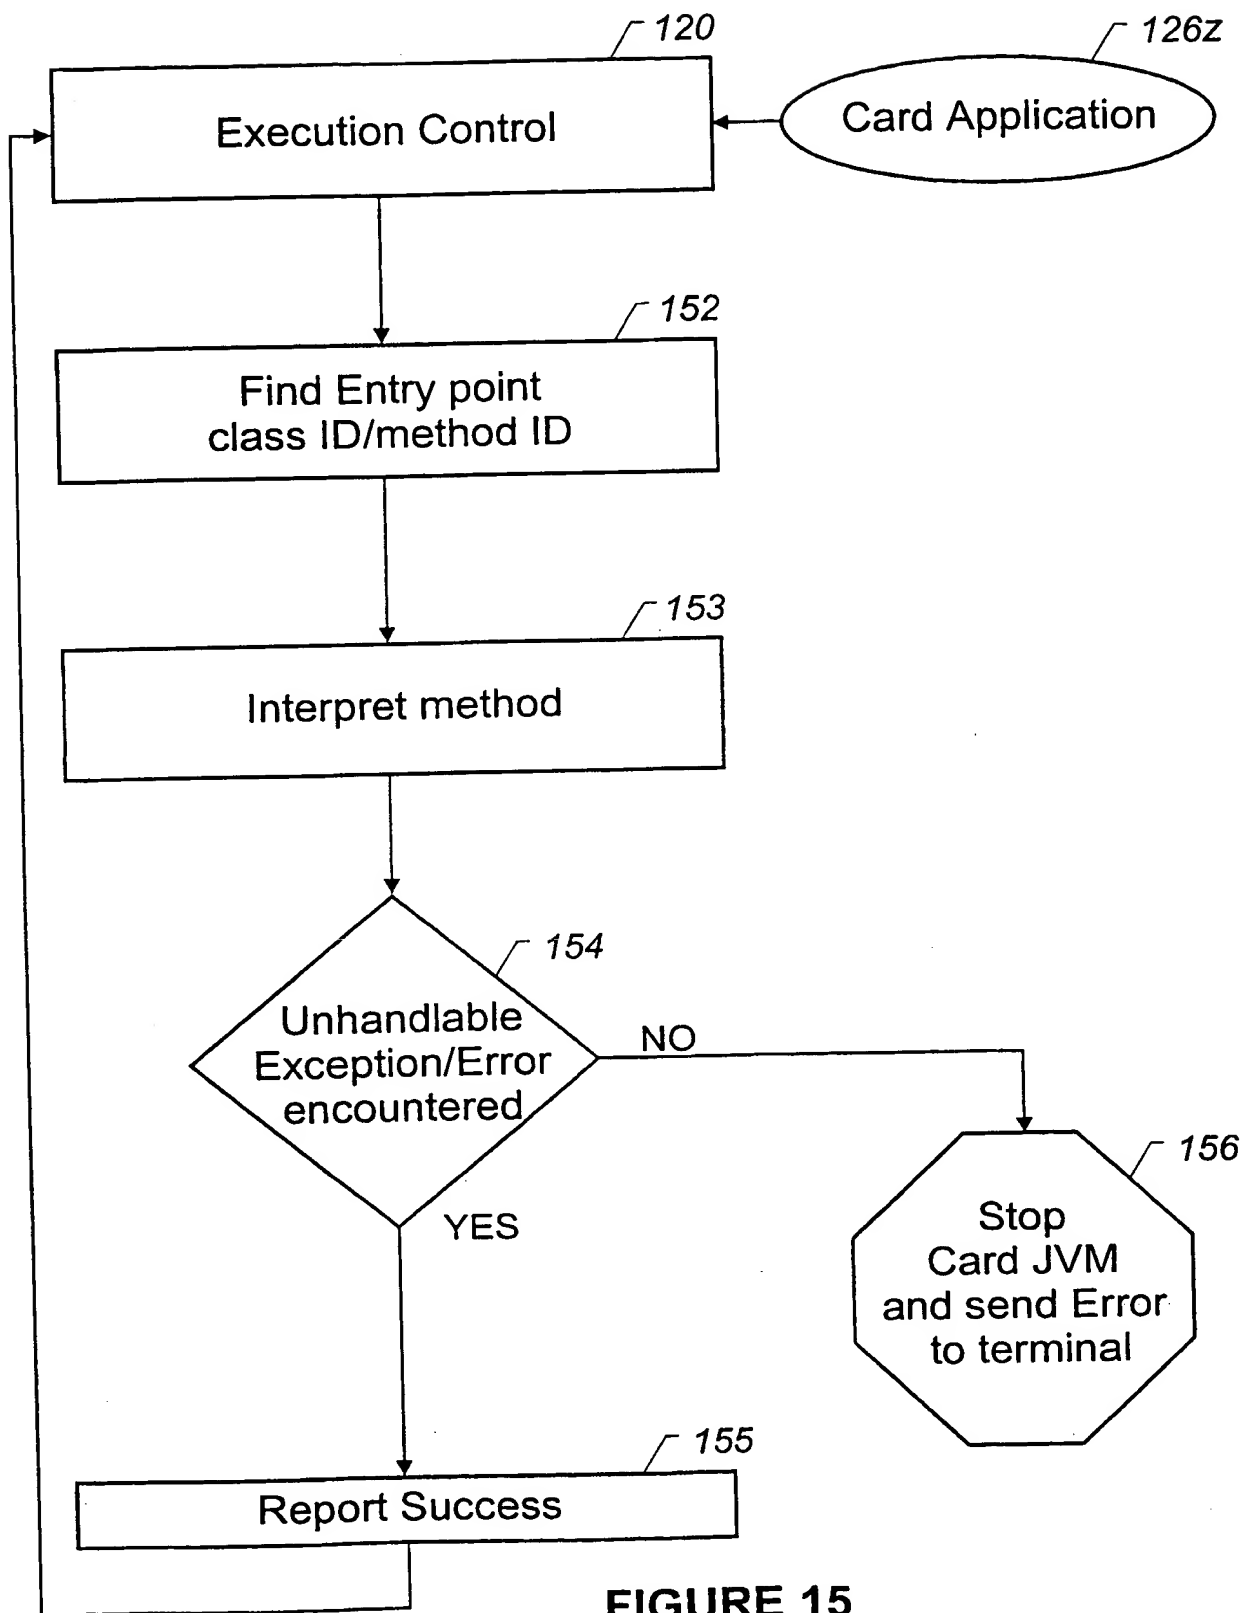 120
126z
Execution Control
Card Application
152
Find Entry point
class ID/method ID
153
Interpret method
154
Unhandlable
Exception/Error
encountered
NO
YES
156
Stop
Card JVM
and send Error
to terminal
155
Report Success
FIGURE 15